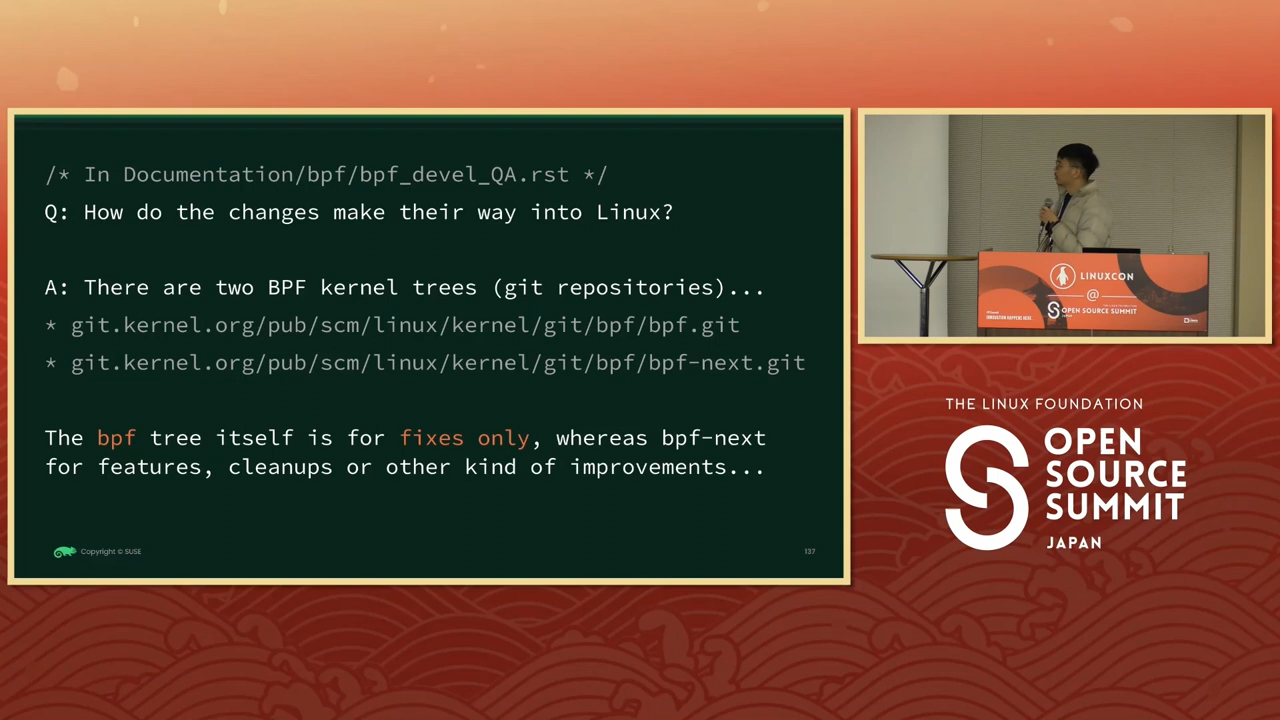 /* In Documentation/bpf/bpf_devel_QA.rst */
Q: How do the changes make their way into Linux?
A: There are two BPF kernel trees (git repositories)...
* git.kernel.org/pub/scm/linux/kernel/git/bpf/bpf.git
* git.kernel.org/pub/scm/linux/kernel/git/bpf/bpf-next.git
The bpf tree itself is for fixes only, whereas bpf-next
for features, cleanups or other kind of improvements...
Copyright © SUSE
137
LINUXCON
@
OPEN SOURCE SUMMIT
THE LINUX FOUNDATION
OPEN
SOURCE
SUMMIT
JAPAN